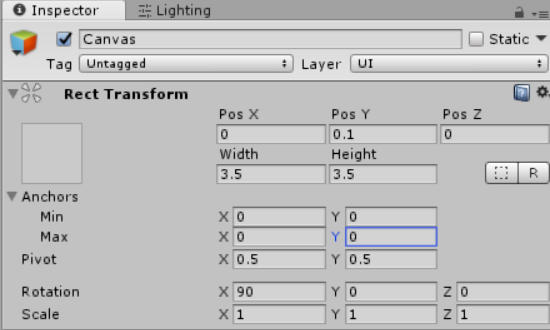 Inspector Lighting
Canvas Static
Tag Untagged Layer UI
Rect Transform
Pos X Pos Y Pos Z
0 0.1 0
Width Height
3.5 3.5 R
Anchors
Min X 0 Y 0
Max X 0 Y 0
Pivot X 0.5 Y 0.5
Rotation X 90 Y 0 Z 0
Scale X 1 Y 1 Z 1